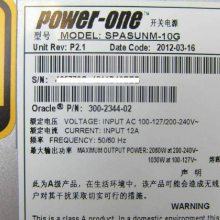 power-one 开关电源
MODEL: SPASUNM-10G
Unit Rev: P2.1 Date: 2012-03-16
S/N:
Oracle® P/N: 300-2344-02
额定电压: VOLTAGE: INPUT AC 100-127/200-240V~
额定电流: CURRENT: INPUT 12A
额定频率: FREQUENCY: 50/60 Hz
最大输出功率: MAXIMUM OUTPUT POWER: 2060W at 200-240V~
1030W at 100-127V~
声明
此为A级产品, 在生活环境中, 该
产品可能会造成无线电干扰。在这种情况下, 可能需要用
户对其干扰采取切实可行的措施
This is a class A product. In a domestic environment this